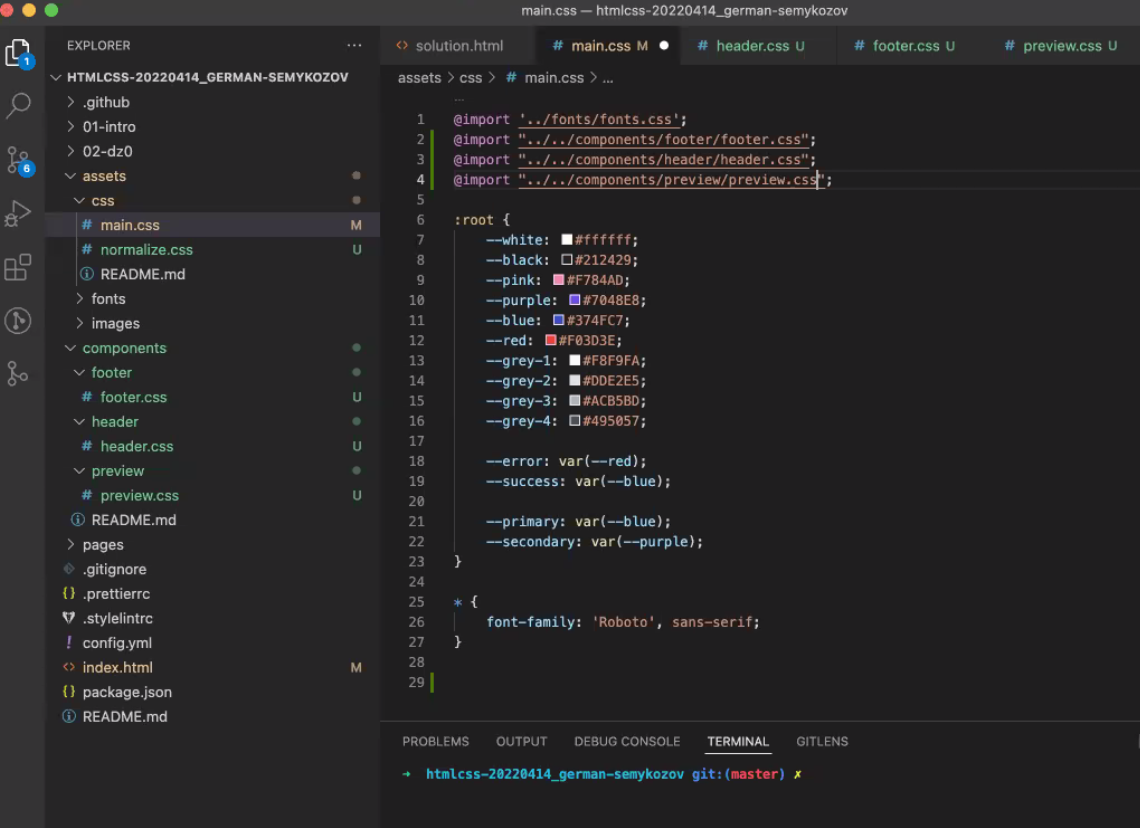 main.css — htmlcss-20220414_german-semykozov
EXPLORER ...
HTMLCSS-20220414_GERMAN-SEMYKOZOV
.github
01-intro
02-dz0
assets
css
# main.css M
# normalize.css U
README.md
fonts
images
components
footer
# footer.css U
header
# header.css U
preview
# preview.css U
README.md
pages
.gitignore
{} .prettierrc
.stylelintrc
! config.yml
<> index.html M
{} package.json
README.md
1
6
<> solution.html # main.css M # header.css U # footer.css U # preview.css U
assets > css > # main.css > ...
...
1 @import '../fonts/fonts.css';
2 @import "../../components/footer/footer.css";
3 @import "../../components/header/header.css";
4 @import "../../components/preview/preview.css";
5
6 :root {
7 --white: #ffffff;
8 --black: #212429;
9 --pink: #F784AD;
10 --purple: #7048E8;
11 --blue: #374FC7;
12 --red: #F03D3E;
13 --grey-1: #F8F9FA;
14 --grey-2: #DDE2E5;
15 --grey-3: #ACB5BD;
16 --grey-4: #495057;
17
18 --error: var(--red);
19 --success: var(--blue);
20
21 --primary: var(--blue);
22 --secondary: var(--purple);
23 }
24
25 * {
26 font-family: 'Roboto', sans-serif;
27 }
28
29
PROBLEMS OUTPUT DEBUG CONSOLE TERMINAL GITLENS
→ htmlcss-20220414_german-semykozov git:(master) ✗